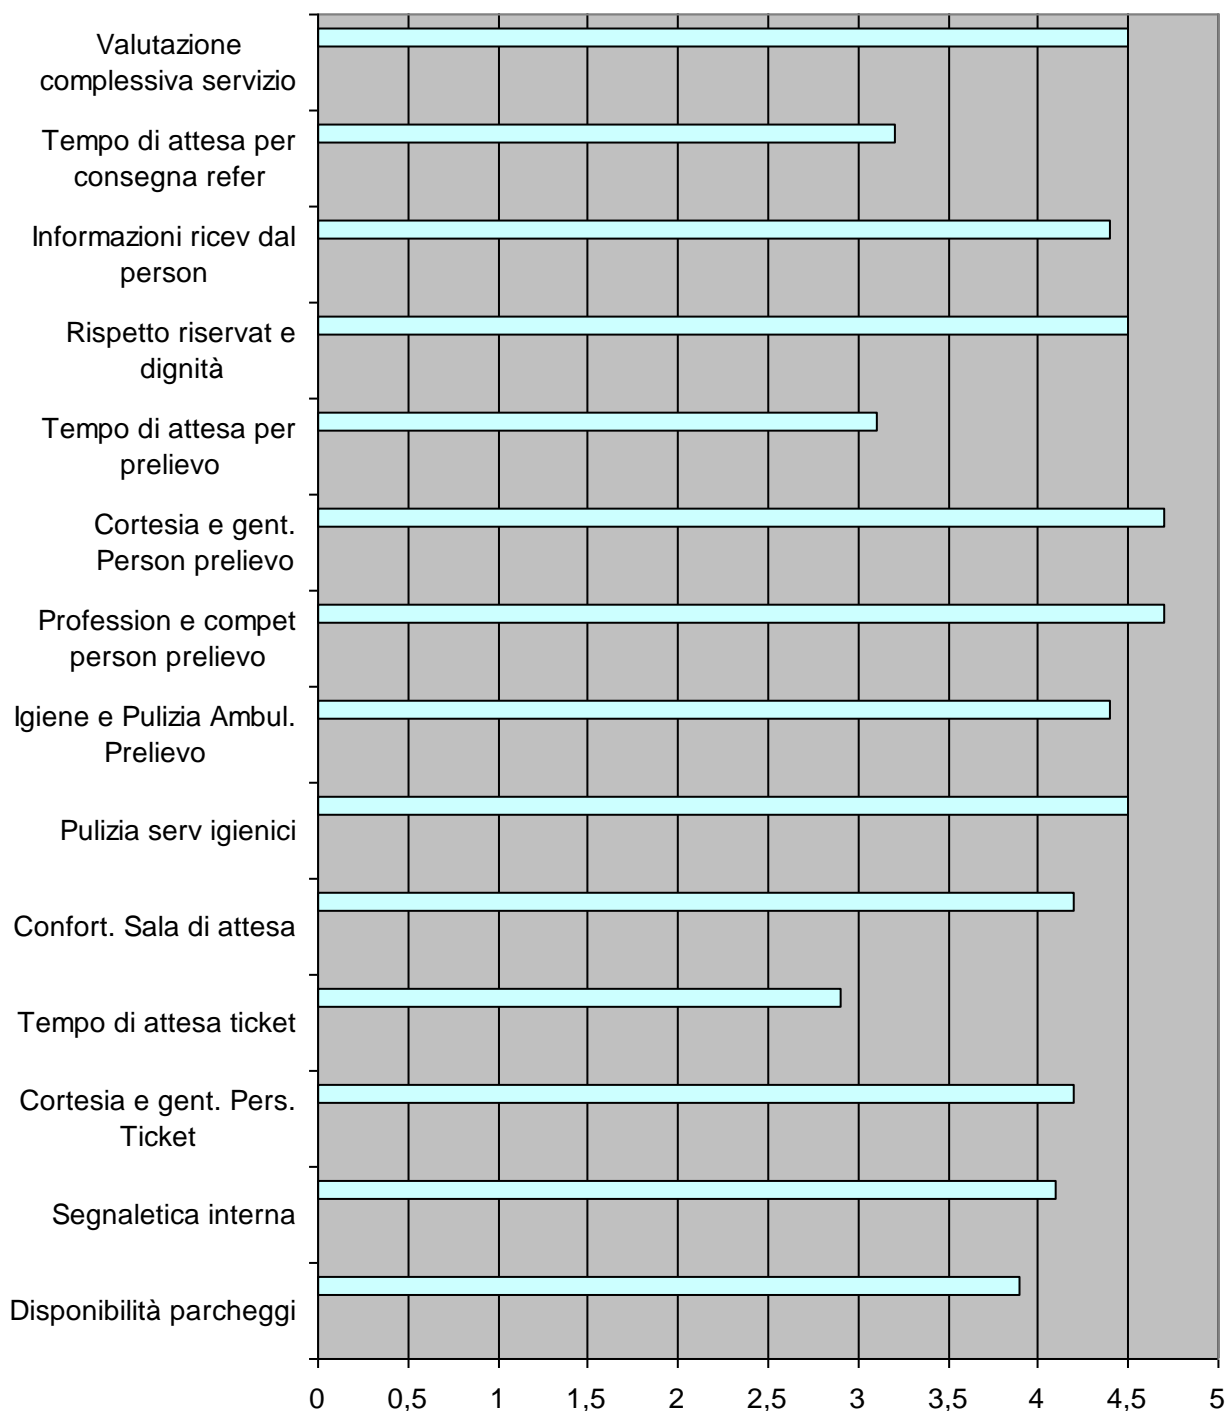 Valutazione
complessiva servizio
Tempo di attesa per
consegna refer
Informazioni ricev dal
person
Rispetto riservat e
dignità
Tempo di attesa per
prelievo
Cortesia e gent.
Person prelievo
Profession e compet
person prelievo
Igiene e Pulizia Ambul.
Prelievo
Pulizia serv igienici
Confort. Sala di attesa
Tempo di attesa ticket
Cortesia e gent. Pers.
Ticket
Segnaletica interna
Disponibilità parcheggi
0 0,5 1 1,5 2 2,5 3 3,5 4 4,5 5